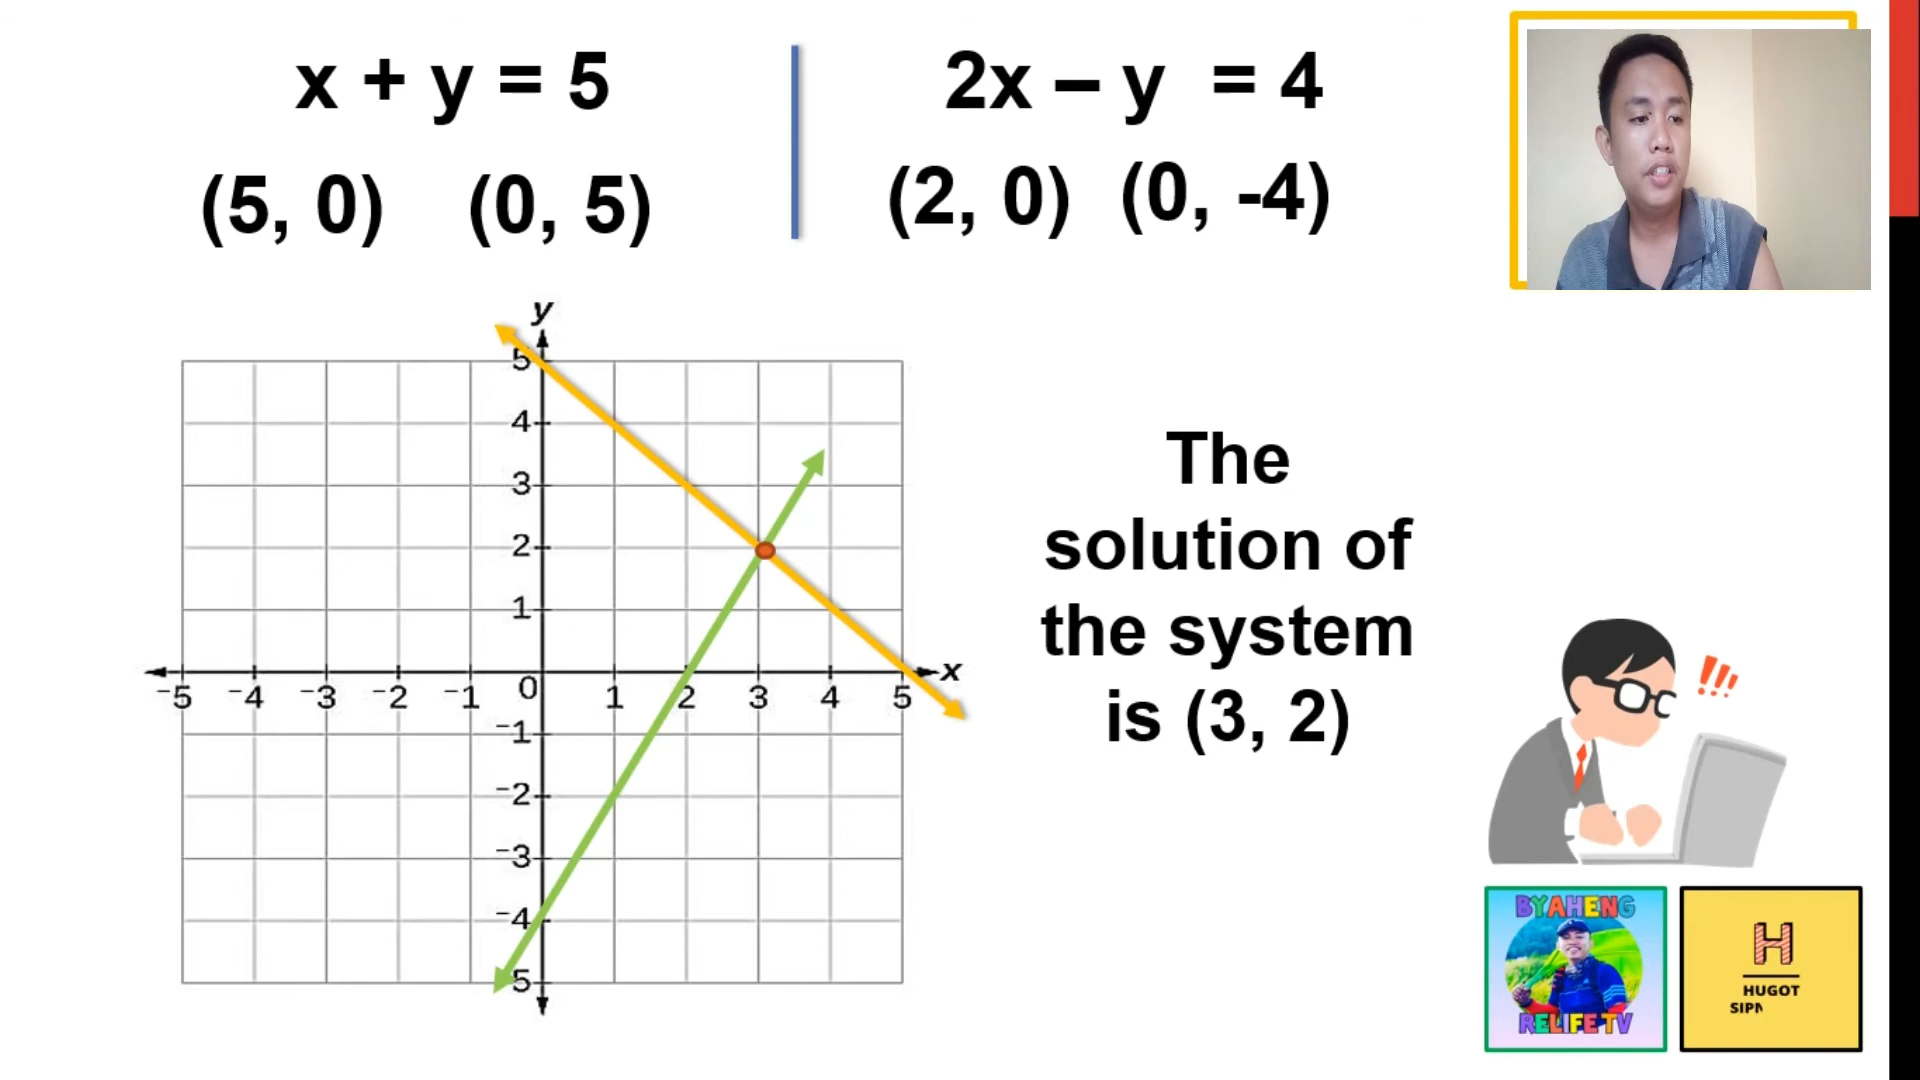 x + y = 5
2x – y = 4
(5, 0) (0, 5)
(2, 0) (0, -4)
y
5
4
3
2
1
x
-5 -4 -3 -2 -1 0 1 2 3 4 5
-1
-2
-3
-4
5
The
solution of
the system
is (3, 2)
!!!
BYAHENG
RELIFE TV
H
HUGOT
SIPN